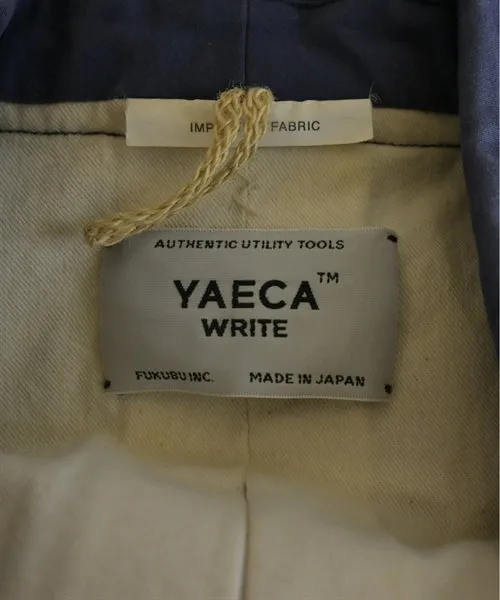 FABRIC
AUTHENTIC UTILITY TOOLS
YAECA™
WRITE
FUKUBU INC. MADE IN JAPAN